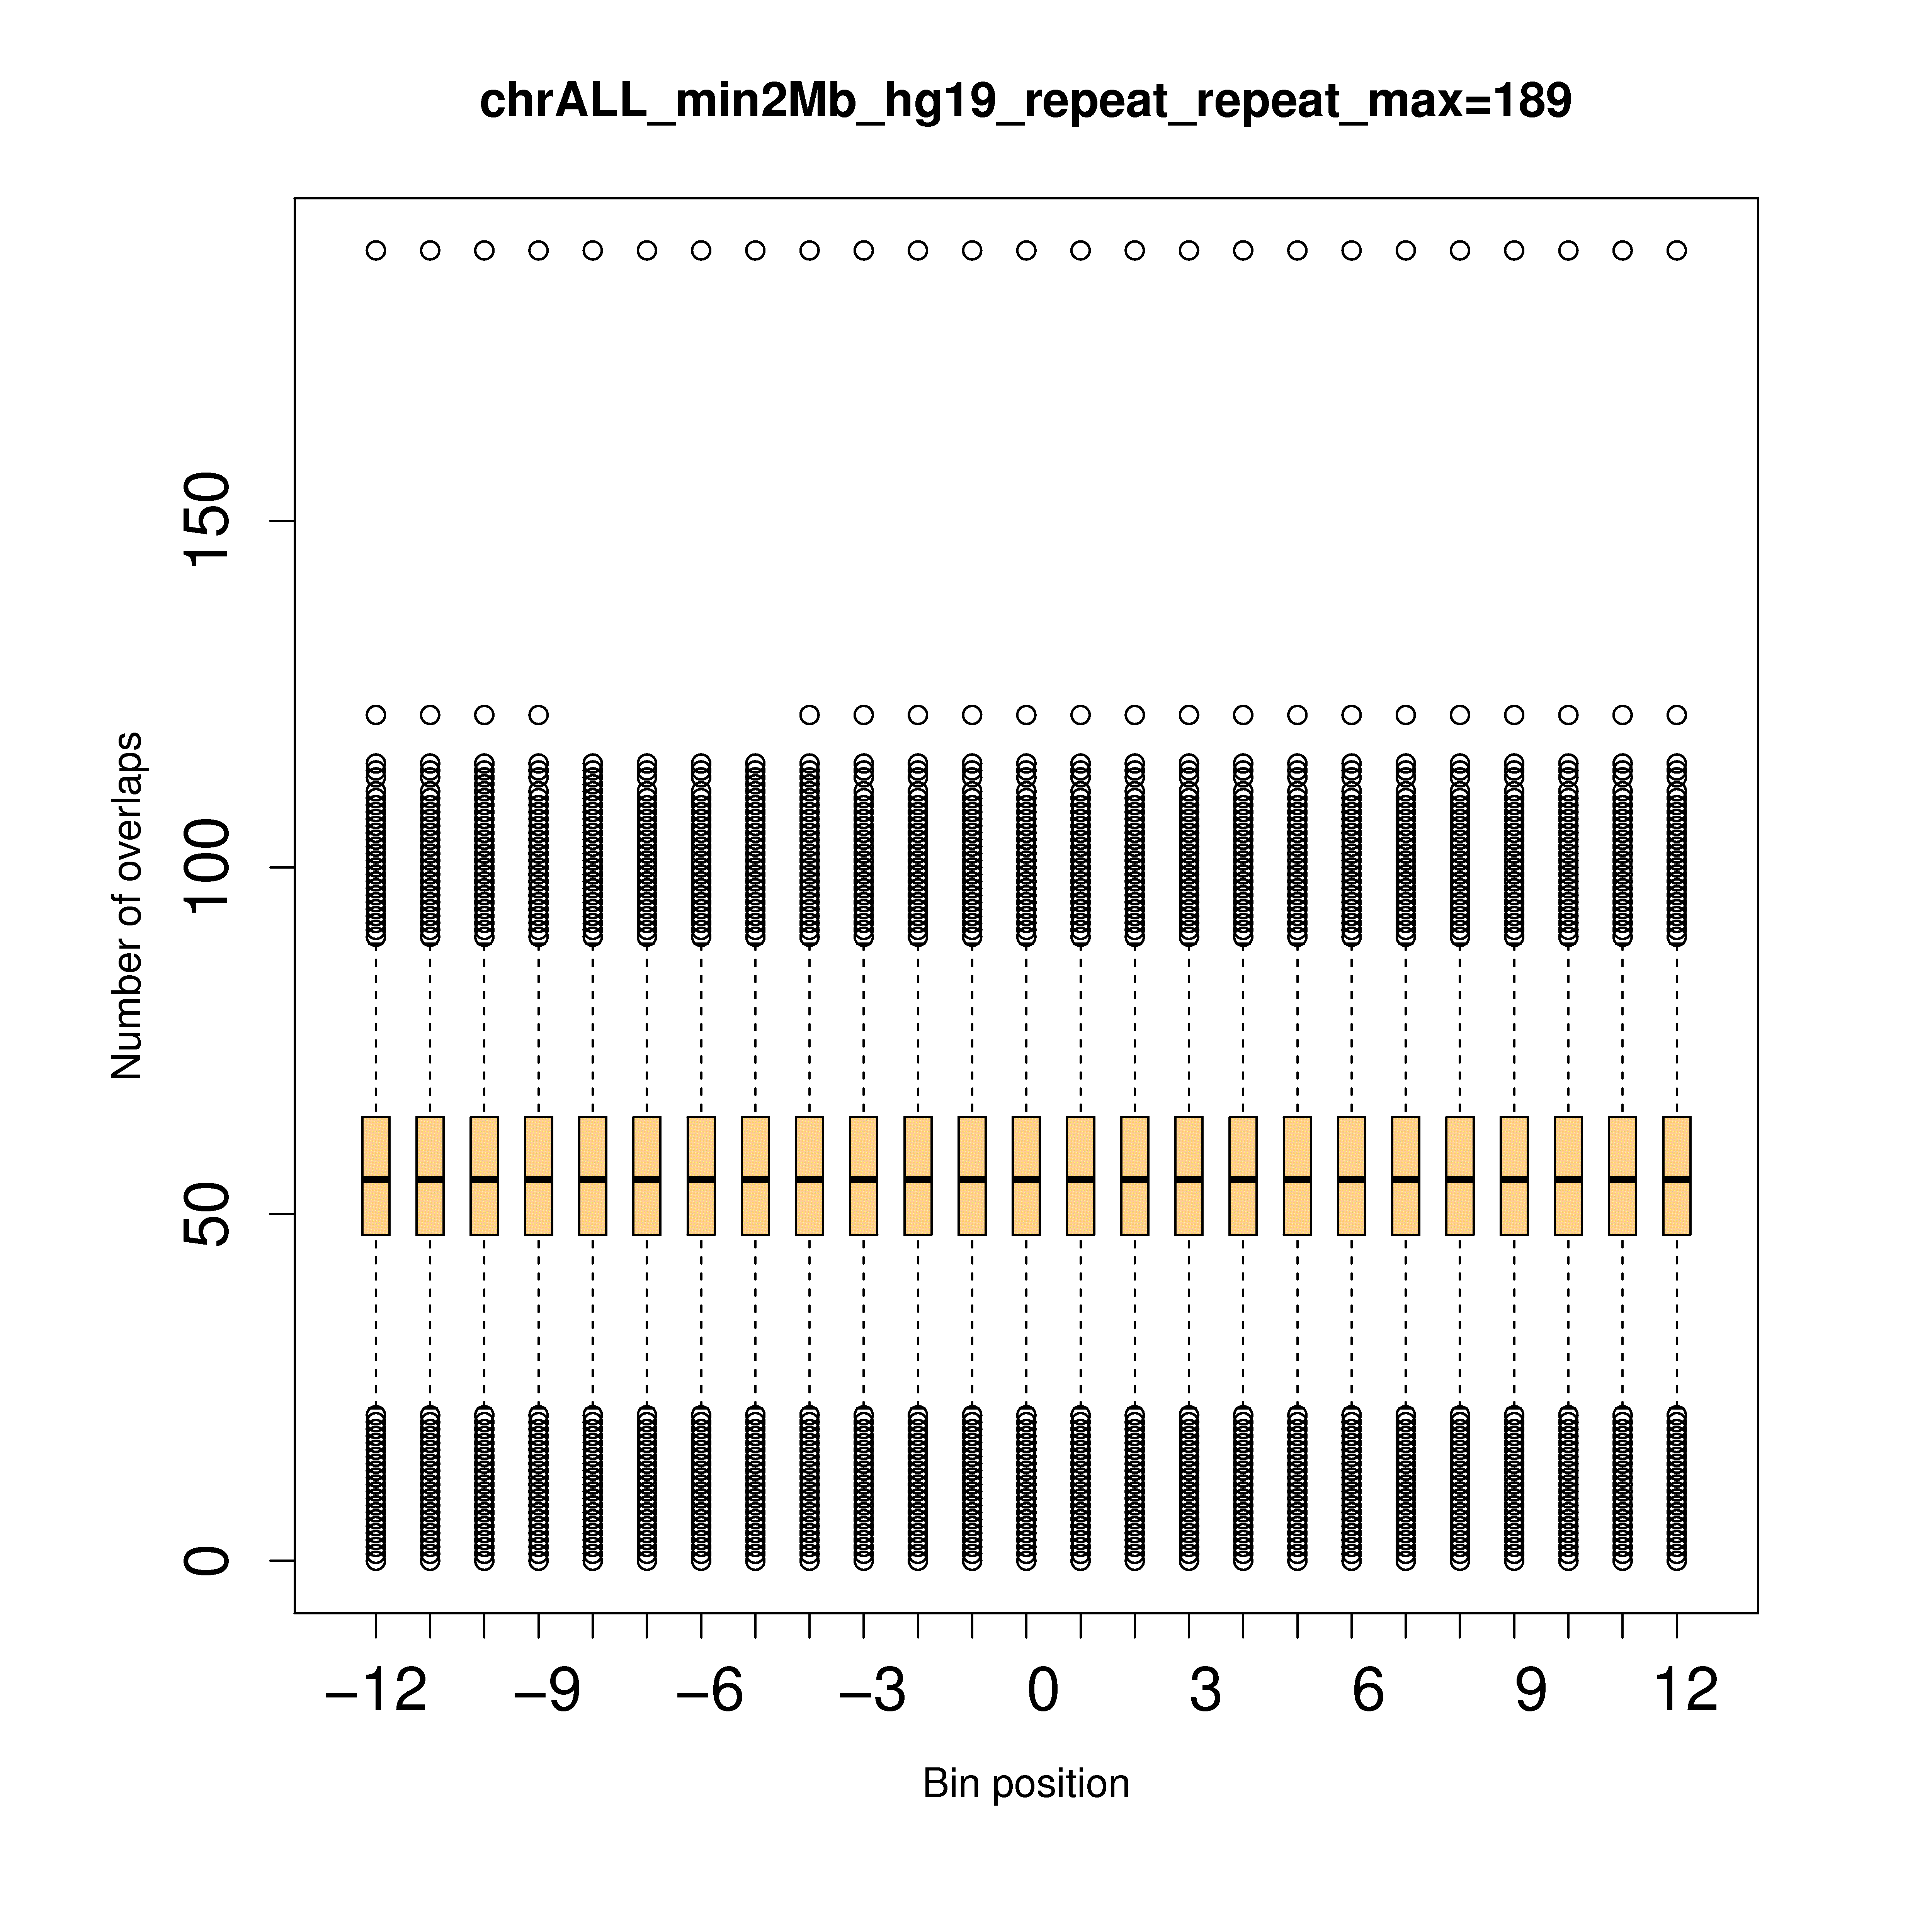 chrALL_min2Mb_hg19_repeat_repeat_max=189
Number of overlaps
150
100
50
0
−12 −9 −6 −3 0 3 6 9 12
Bin position